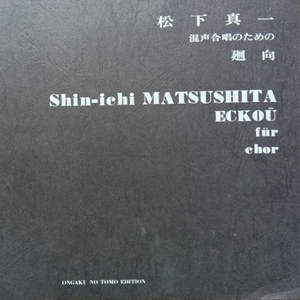 松下真一
混声合唱のための
廻向
Shin-ichi MATSUSHITA
ECKOŪ
für
chor
ONGAKU NO TOMO EDITION